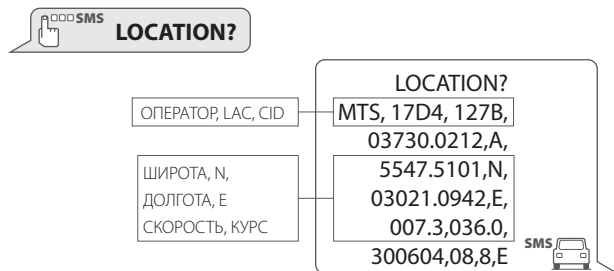 SMS
LOCATION?
LOCATION?
ОПЕРАТОР, LAC, CID
MTS, 17D4, 127B,
03730.0212,A,
ШИРОТА, N,
5547.5101,N,
ДОЛГОТА, E
03021.0942,E,
СКОРОСТЬ, КУРС
007.3,036.0,
300604,08,8,E
SMS